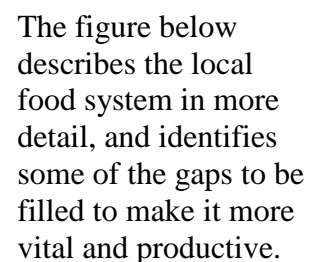 The figure below
describes the local
food system in more
detail, and identifies
some of the gaps to be
filled to make it more
vital and productive.